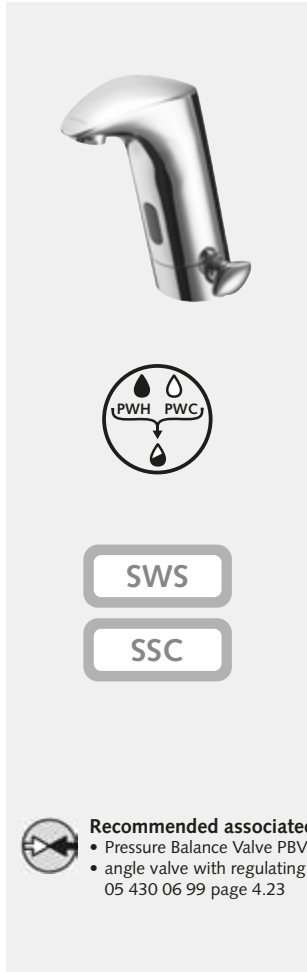 PWH PWC
SWS
SSC
Recommended associated
• Pressure Balance Valve PBV
• angle valve with regulating
05 430 06 99 page 4.23